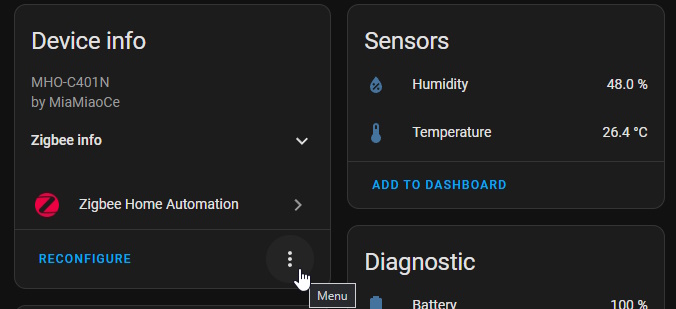 Device info
MHO-C401N
by MiaMiaoCe
Zigbee info
Zigbee Home Automation
RECONFIGURE
Menu
Sensors
Humidity 48.0 %
Temperature 26.4 °C
ADD TO DASHBOARD
Diagnostic
Battery 100 %